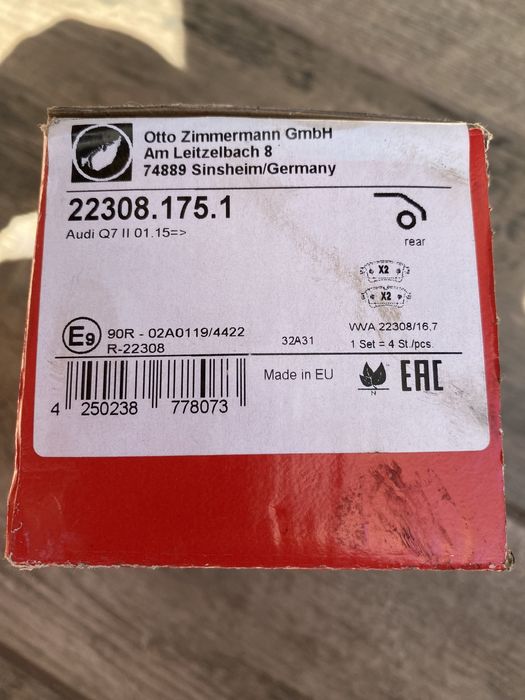 Otto Zimmermann GmbH
Am Leitzelbach 8
74889 Sinsheim/Germany
22308.175.1
Audi Q7 II 01.15=>
rear
X2
X2
E9 90R - 02A0119/4422
R-22308
32A31
WVA 22308/16,7
1 Set = 4 St./pcs.
Made in EU
N
EAC
4 250238 778073